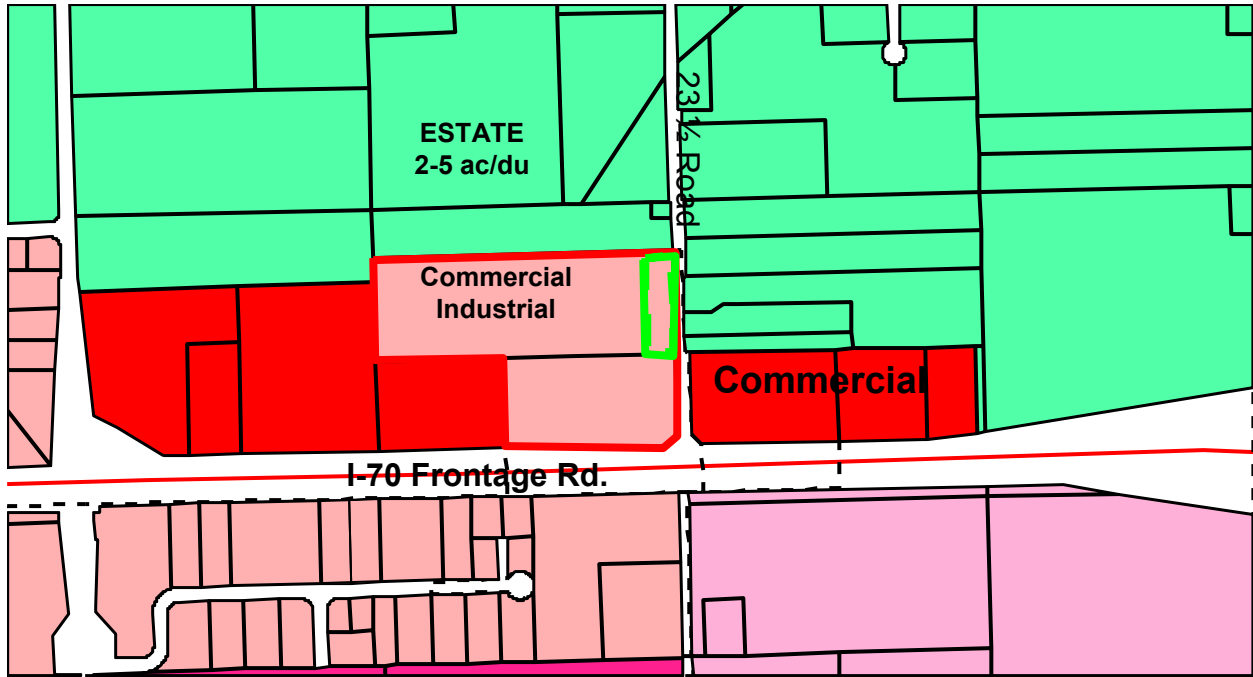 23 ½ Road
ESTATE
2-5 ac/du
Commercial
Industrial
Commercial
I-70 Frontage Rd.